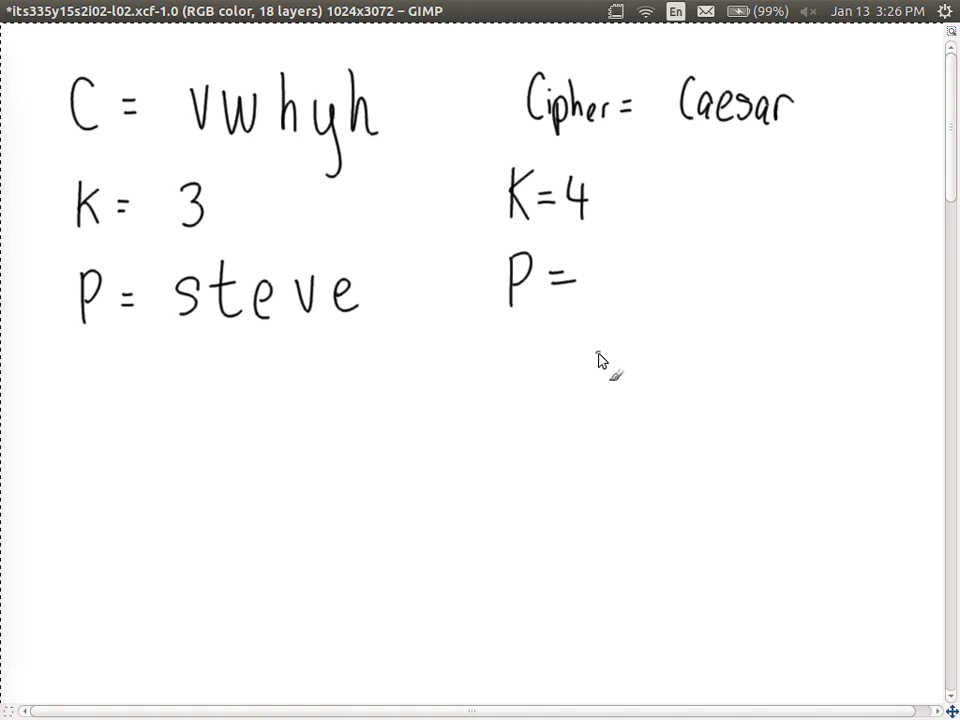 *its335y15s2i02-l02.xcf-1.0 (RGB color, 18 layers) 1024x3072 – GIMP En (99%) Jan 13 3:26 PM
C = vwhyh Cipher = Caesar
K = 3 K=4
P = steve P =